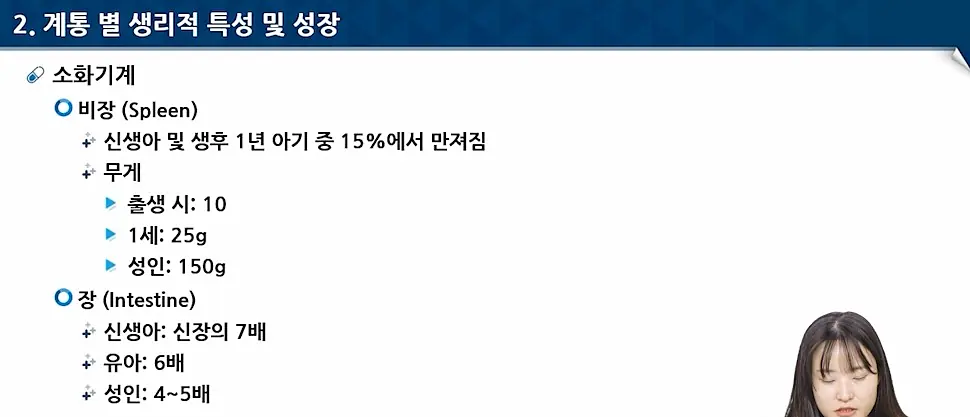 2. 계통 별 생리적 특성 및 성장
소화기계
비장 (Spleen)
신생아 및 생후 1년 아기 중 15%에서 만져짐
무게
출생 시: 10
1세: 25g
성인: 150g
장 (Intestine)
신생아: 신장의 7배
유아: 6배
성인: 4~5배